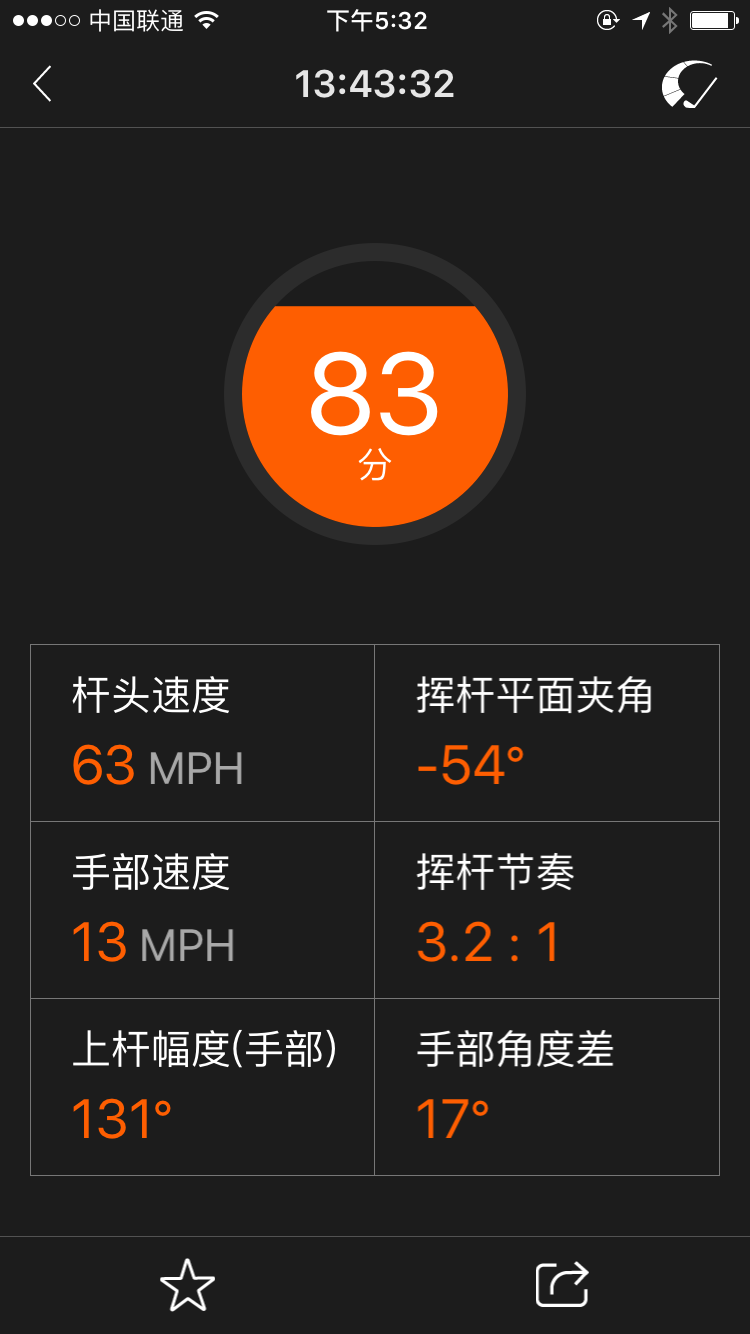 中国联通 下午5:32
13:43:32
83
分
杆头速度 挥杆平面夹角
63 MPH -54°
手部速度 挥杆节奏
13 MPH 3.2 : 1
上杆幅度(手部) 手部角度差
131° 17°